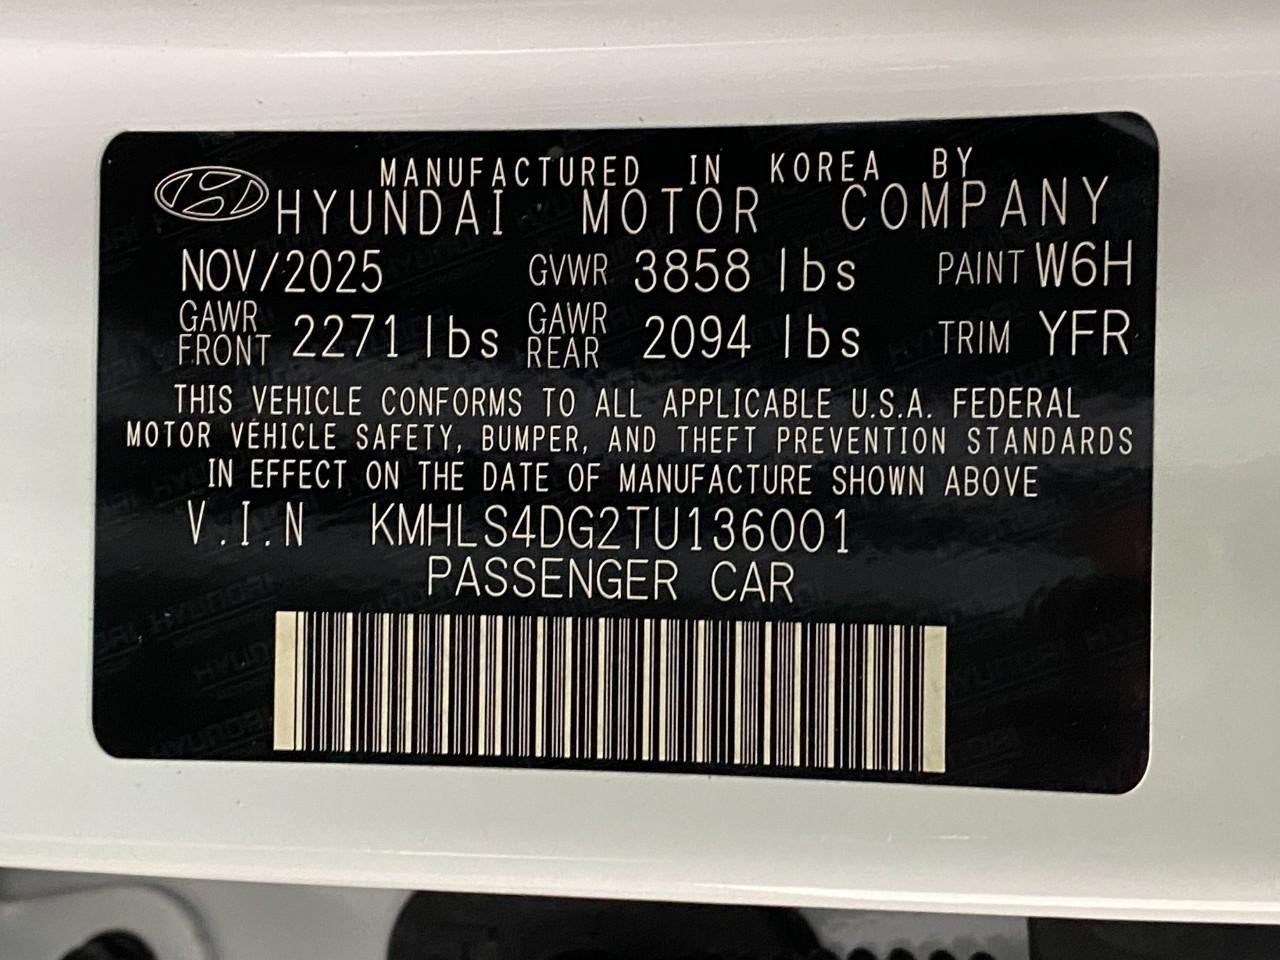 MANUFACTURED IN KOREA BY
HYUNDAI MOTOR COMPANY
NOV/2025 GVWR 3858 lbs PAINT W6H
GAWR FRONT 2271 lbs GAWR REAR 2094 lbs TRIM YFR
THIS VEHICLE CONFORMS TO ALL APPLICABLE U.S.A. FEDERAL
MOTOR VEHICLE SAFETY, BUMPER, AND THEFT PREVENTION STANDARDS
IN EFFECT ON THE DATE OF MANUFACTURE SHOWN ABOVE
V.I.N KMHLS4DG2TU136001
PASSENGER CAR